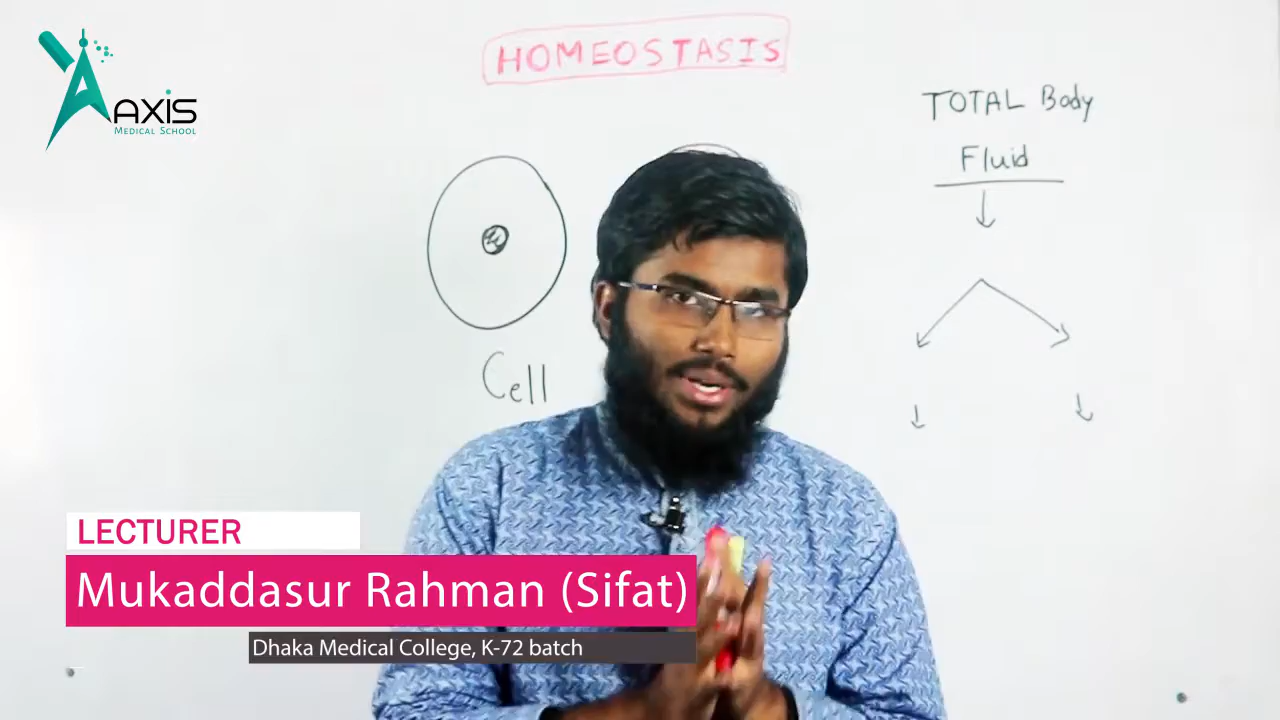 AXIS
MEDICAL SCHOOL
HOMEOSTASIS
TOTAL Body
Fluid
Cell
LECTURER
Mukaddasur Rahman (Sifat)
Dhaka Medical College, K-72 batch